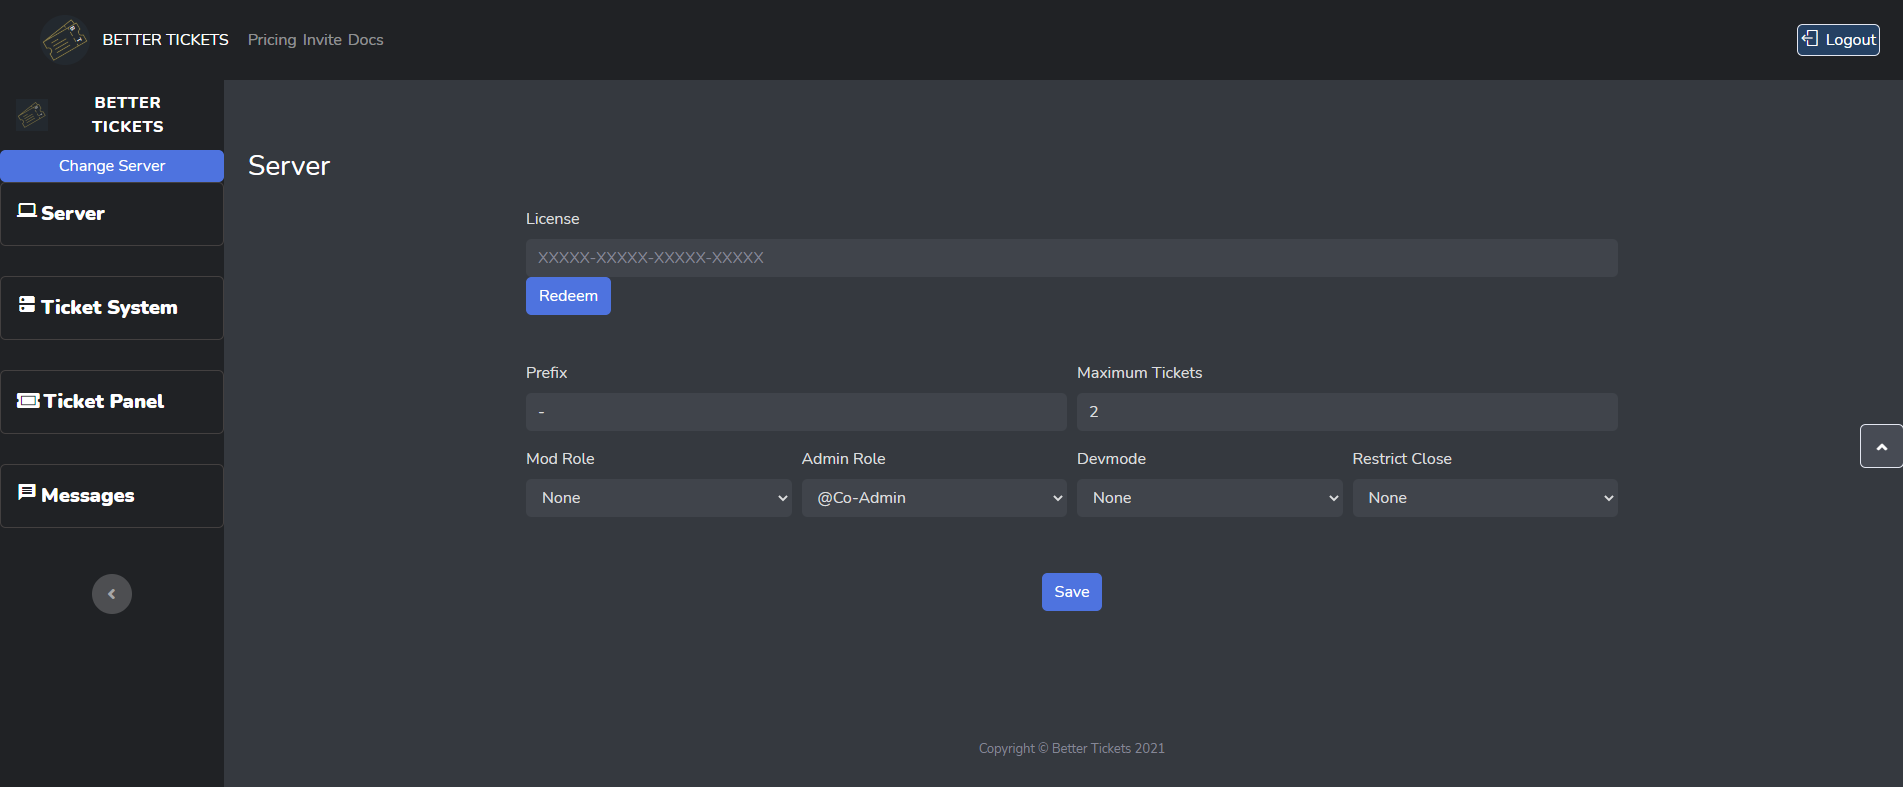 BETTER TICKETS Pricing Invite Docs Logout
BETTER
TICKETS
Change Server
Server
Ticket System
Ticket Panel
Messages
Server
License
XXXXX-XXXXX-XXXXX-XXXXX
Redeem
Prefix Maximum Tickets
- 2
Mod Role Admin Role Devmode Restrict Close
None @Co-Admin None None
Save
Copyright © Better Tickets 2021